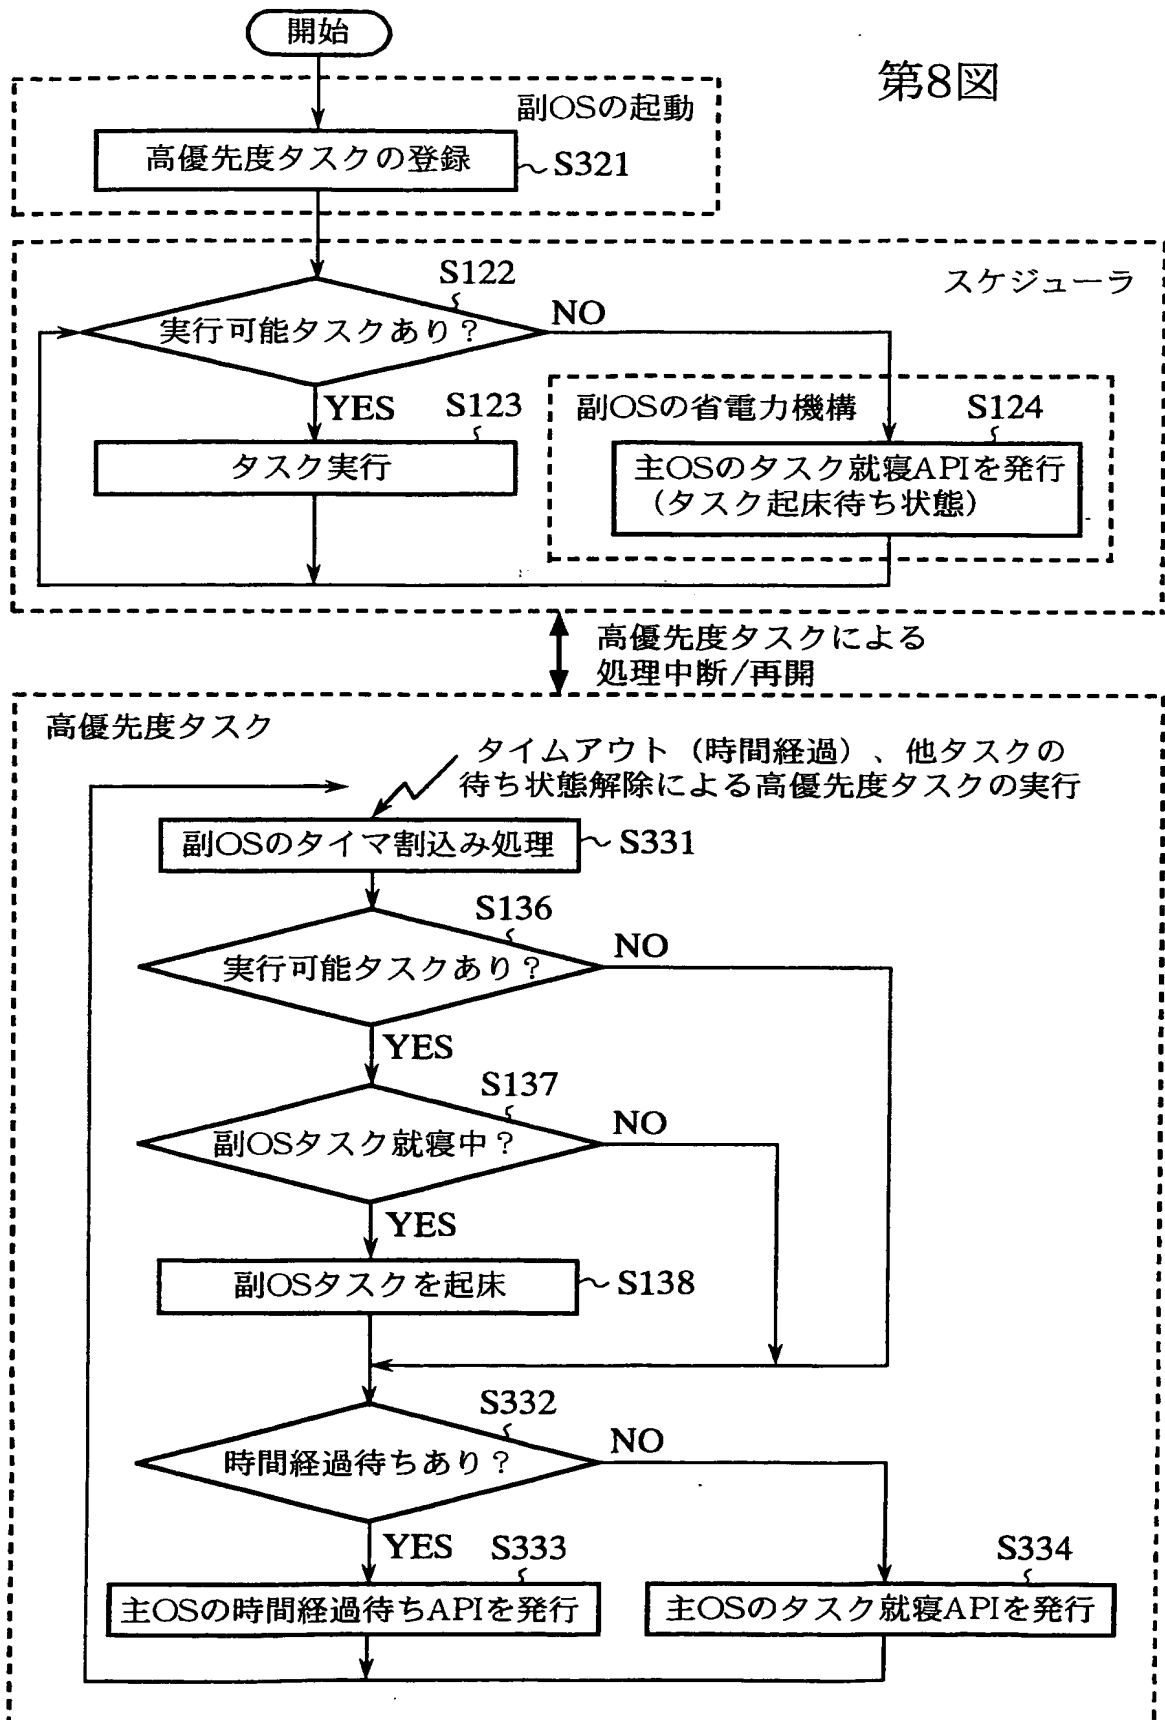 開始
第8図
副OSの起動
高優先度タスクの登録
S321
スケジューラ
S122
実行可能タスクあり?
NO
YES
S123
タスク実行
副OSの省電力機構
S124
主OSのタスク就寝APIを発行
(タスク起床待ち状態)
高優先度タスクによる
処理中断/再開
高優先度タスク
タイムアウト(時間経過)、他タスクの
待ち状態解除による高優先度タスクの実行
副OSのタイマ割込み処理
S331
S136
実行可能タスクあり?
NO
YES
S137
副OSタスク就寝中?
NO
YES
副OSタスクを起床
S138
S332
時間経過待ちあり?
NO
YES
S333
主OSの時間経過待ちAPIを発行
S334
主OSのタスク就寝APIを発行